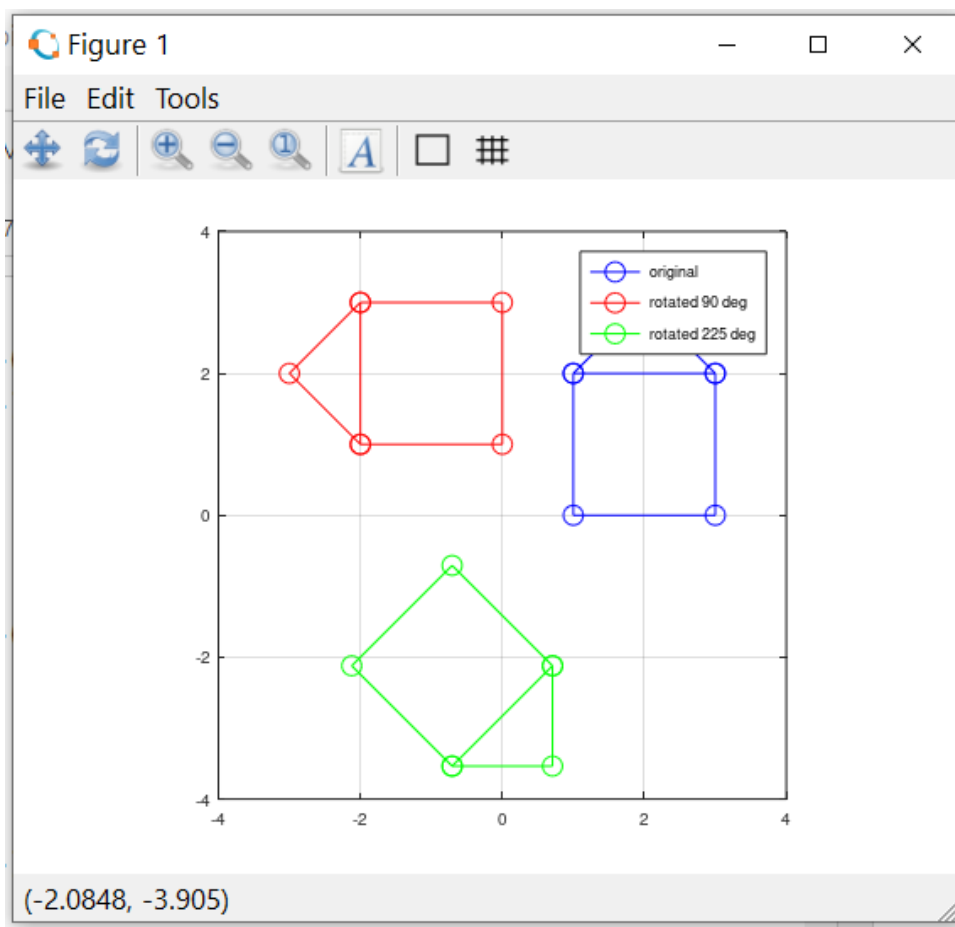 Figure 1
File Edit Tools
A
4
original
rotated 90 deg
rotated 225 deg
2
0
-2
-4
-4 -2 0 2 4
(-2.0848, -3.905)